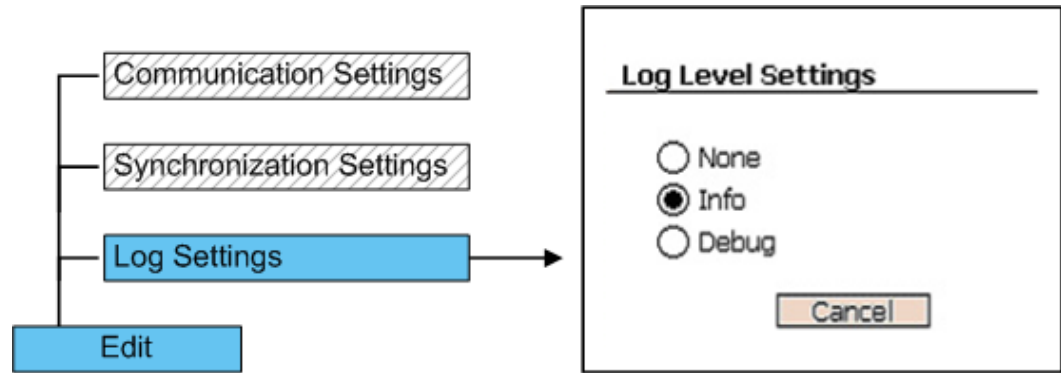 Communication Settings
Synchronization Settings
Log Settings
Edit
Log Level Settings
None
Info
Debug
Cancel